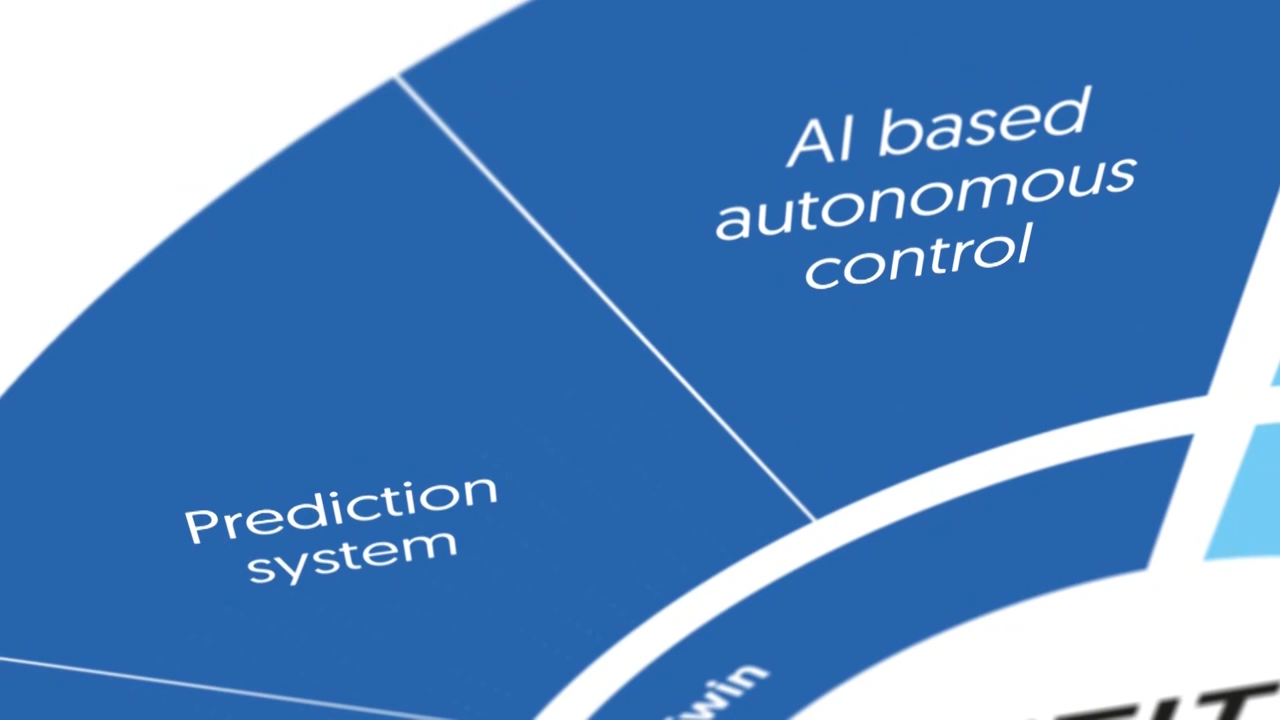 AI based
autonomous
control
Prediction
system